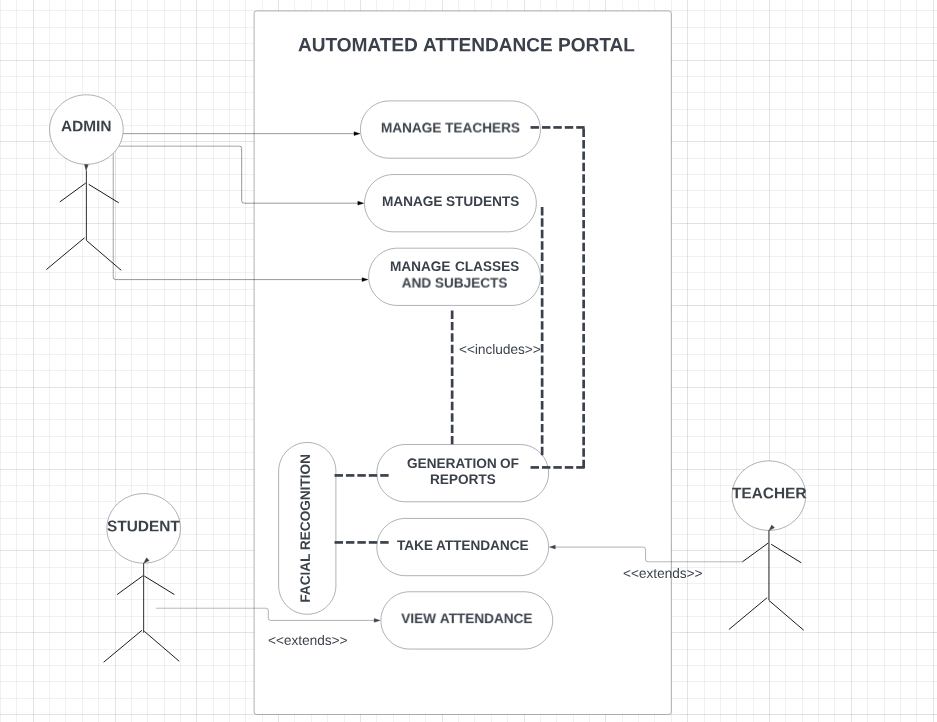 AUTOMATED ATTENDANCE PORTAL
ADMIN
MANAGE TEACHERS
MANAGE STUDENTS
MANAGE CLASSES
AND SUBJECTS
<<includes>>
GENERATION OF
REPORTS
FACIAL RECOGNITION
TEACHER
STUDENT
TAKE ATTENDANCE
<<extends>>
VIEW ATTENDANCE
<<extends>>